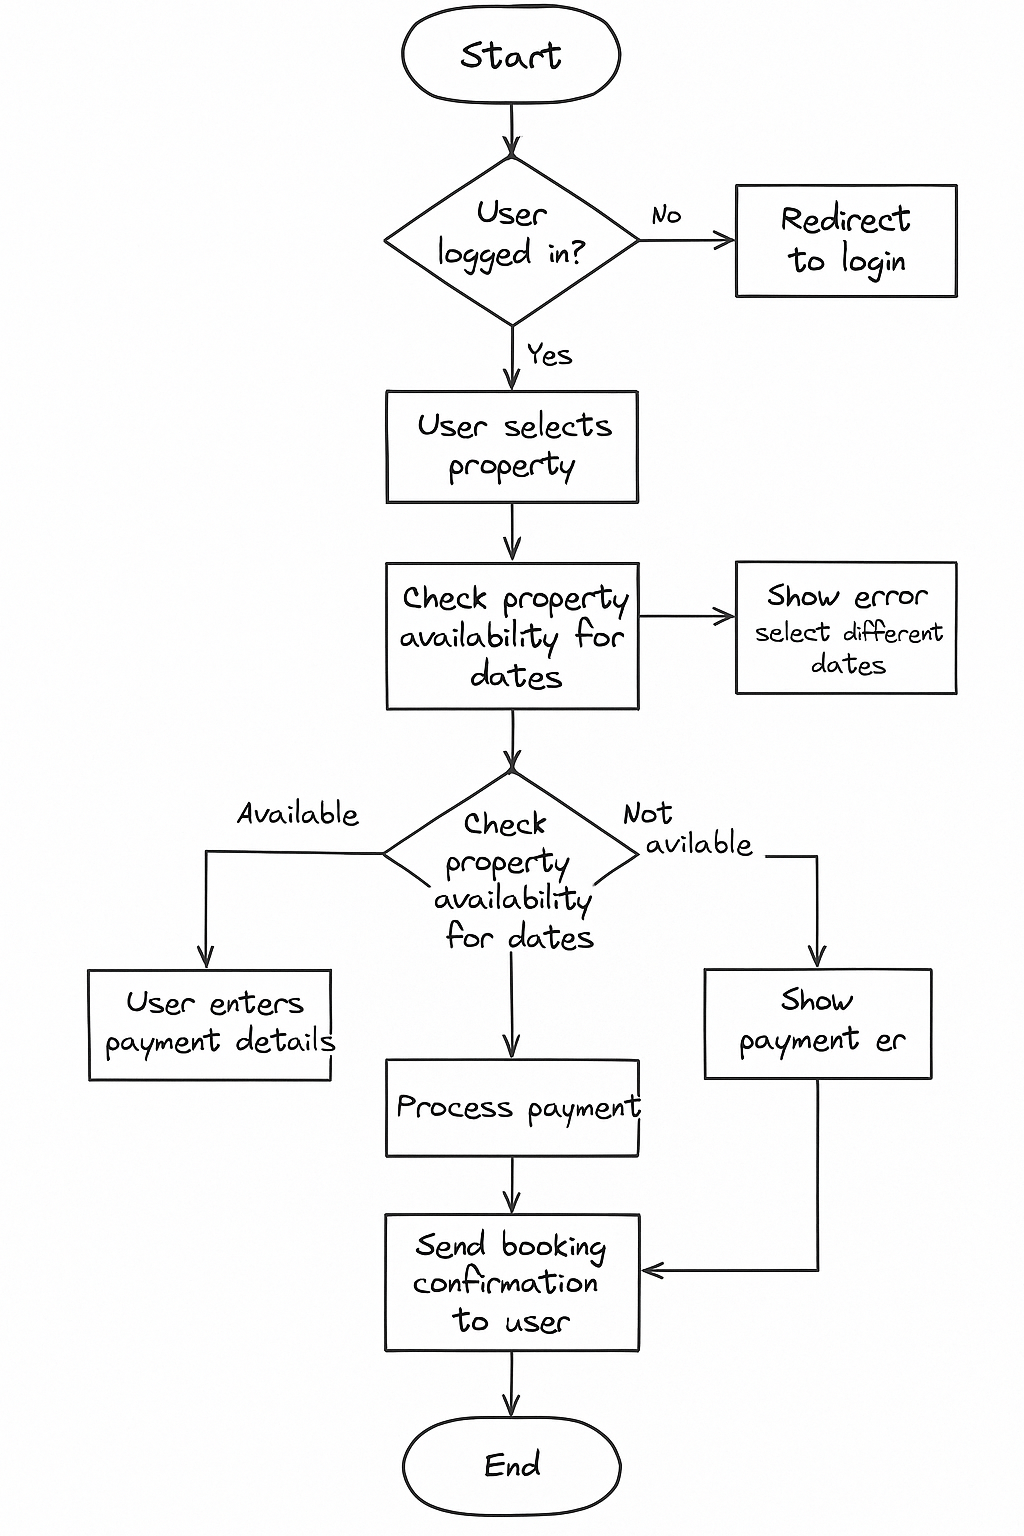 Start
User
logged in?
No
Redirect
to login
Yes
User selects
property
Check property
availability for
dates
Show error
select different
dates
Available
Check
property
availability
for dates
Not
avilable
User enters
payment details
Show
payment er
Process payment
Send booking
confirmation
to user
End